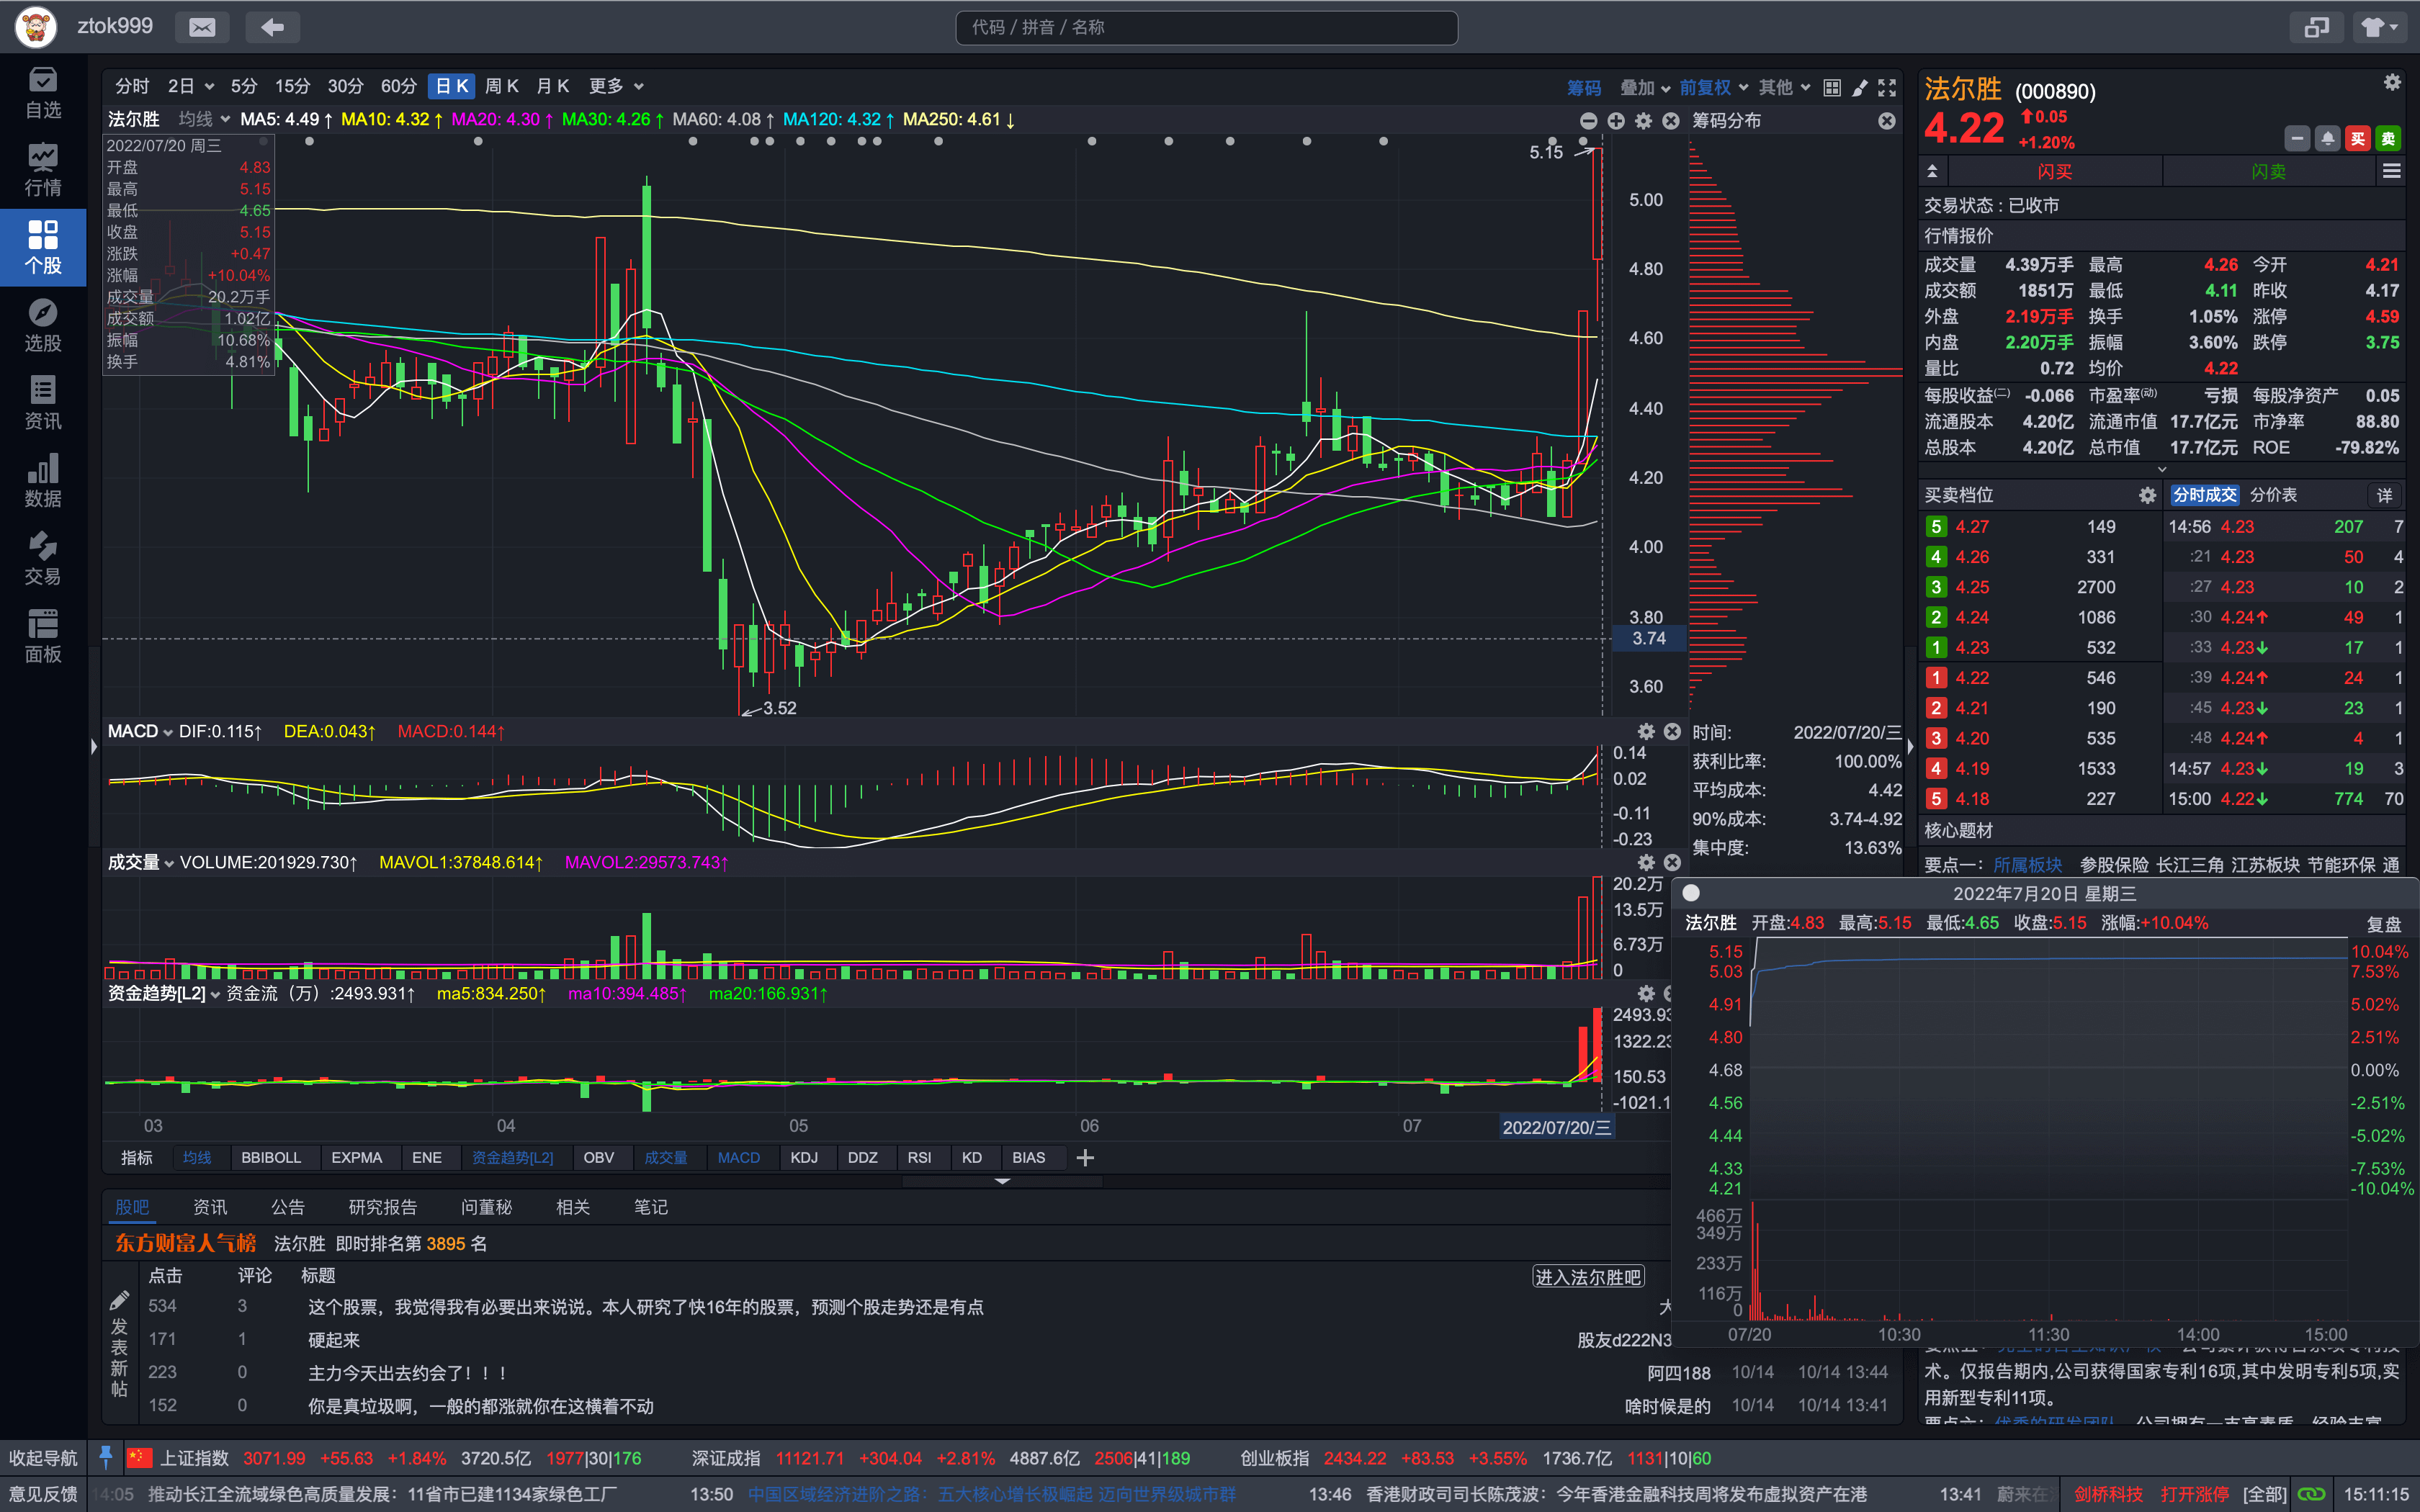 ztok999
代码 / 拼音 / 名称
自选
行情
个股
选股
资讯
数据
交易
面板
分时 2日 5分 15分 30分 60分 日K 周K 月K 更多
筹码 叠加 前复权 其他
法尔胜 均线 MA5: 4.49↑ MA10: 4.32↑ MA20: 4.30↑ MA30: 4.26↑ MA60: 4.08↑ MA120: 4.32↑ MA250: 4.61↓
筹码分布
2022/07/20 周三
开盘 4.83
最高 5.15
最低 4.65
收盘 5.15
涨跌 +0.47
涨幅 +10.04%
成交量 20.2万手
成交额 1.02亿
振幅 10.68%
换手 4.81%
5.15
3.52
5.00
4.80
4.60
4.40
4.20
4.00
3.80
3.74
3.60
MACD DIF:0.115↑ DEA:0.043↑ MACD:0.144↑
0.14
0.02
-0.11
-0.23
成交量 VOLUME:201929.730↑ MAVOL1:37848.614↑ MAVOL2:29573.743↑
20.2万
13.5万
6.73万
0
资金趋势[L2] 资金流（万）:2493.931↑ ma5:834.250↑ ma10:394.485↑ ma20:166.931↑
2493.93
1322.23
150.53
-1021.1
03 04 05 06 07 2022/07/20/三
指标 均线 BBIBOLL EXPMA ENE 资金趋势[L2] OBV 成交量 MACD KDJ DDZ RSI KD BIAS
时间: 2022/07/20/三
获利比率: 100.00%
平均成本: 4.42
90%成本: 3.74-4.92
集中度: 13.63%
股吧 资讯 公告 研究报告 问董秘 相关 笔记
东方财富人气榜 法尔胜 即时排名第 3895 名
点击 评论 标题
进入法尔胜吧
发表新帖
534 3 这个股票，我觉得我有必要出来说说。本人研究了快16年的股票，预测个股走势还是有点
171 1 硬起来 股友d222N3
223 0 主力今天出去约会了！！！ 阿四188 10/14 10/14 13:44
152 0 你是真垃圾啊，一般的都涨就你在这横着不动 啥时候是的 10/14 10/14 13:41
法尔胜 (000890)
4.22 0.05
+1.20%
买 卖
闪买 闪卖
交易状态 : 已收市
行情报价
成交量 4.39万手 最高 4.26 今开 4.21
成交额 1851万 最低 4.11 昨收 4.17
外盘 2.19万手 换手 1.05% 涨停 4.59
内盘 2.20万手 振幅 3.60% 跌停 3.75
量比 0.72 均价 4.22
每股收益(二) -0.066 市盈率(动) 亏损 每股净资产 0.05
流通股本 4.20亿 流通市值 17.7亿元 市净率 88.80
总股本 4.20亿 总市值 17.7亿元 ROE -79.82%
买卖档位 分时成交 分价表 详
5 4.27 149 14:56 4.23 207 7
4 4.26 331 :21 4.23 50 4
3 4.25 2700 :27 4.23 10 2
2 4.24 1086 :30 4.24↑ 49 1
1 4.23 532 :33 4.23↓ 17 1
1 4.22 546 :39 4.24↑ 24 1
2 4.21 190 :45 4.23↓ 23 1
3 4.20 535 :48 4.24↑ 4 1
4 4.19 1533 14:57 4.23↓ 19 3
5 4.18 227 15:00 4.22↓ 774 70
核心题材
要点一: 所属板块 参股保险 长江三角 江苏板块 节能环保 通
2022年7月20日 星期三
法尔胜 开盘:4.83 最高:5.15 最低:4.65 收盘:5.15 涨幅:+10.04% 复盘
5.15 10.04%
5.03 7.53%
4.91 5.02%
4.80 2.51%
4.68 0.00%
4.56 -2.51%
4.44 -5.02%
4.33 -7.53%
4.21 -10.04%
466万
349万
233万
116万
0
07/20 10:30 11:30 14:00 15:00
术。仅报告期内,公司获得国家专利16项,其中发明专利5项,实
用新型专利11项。
收起导航 上证指数 3071.99 +55.63 +1.84% 3720.5亿 1977|30|176 深证成指 11121.71 +304.04 +2.81% 4887.6亿 2506|41|189 创业板指 2434.22 +83.53 +3.55% 1736.7亿 1131|10|60
意见反馈 14:05 推动长江全流域绿色高质量发展：11省市已建1134家绿色工厂 13:50 中国区域经济进阶之路：五大核心增长极崛起 迈向世界级城市群 13:46 香港财政司司长陈茂波：今年香港金融科技周将发布虚拟资产在港 13:41 蔚来在 剑桥科技 打开涨停 [全部] 15:11:15